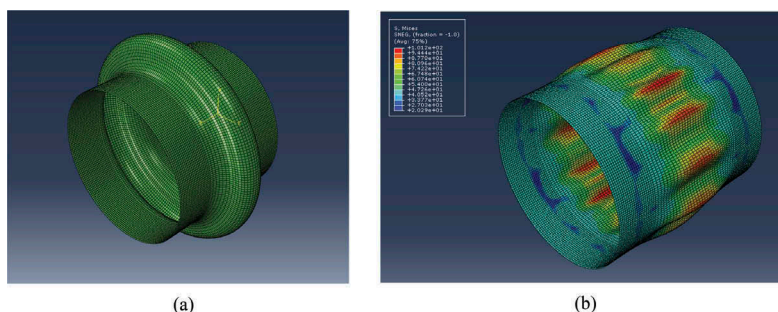 S, Mises
SNEG, (fraction = -1.0)
(Avg: 75%)
+1.012e+02
+9.444e+01
+8.770e+01
+8.096e+01
+7.422e+01
+6.748e+01
+6.074e+01
+5.400e+01
+4.726e+01
+4.052e+01
+3.377e+01
+2.703e+01
+2.029e+01
(a)
(b)